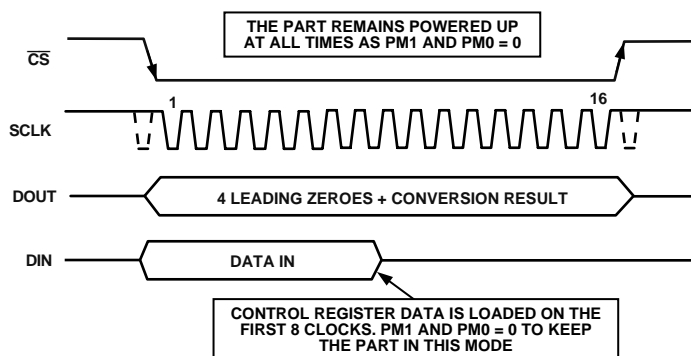 THE PART REMAINS POWERED UP
AT ALL TIMES AS PM1 AND PM0 = 0
CS
1
16
SCLK
DOUT
4 LEADING ZEROES + CONVERSION RESULT
DIN
DATA IN
CONTROL REGISTER DATA IS LOADED ON THE
FIRST 8 CLOCKS. PM1 AND PM0 = 0 TO KEEP
THE PART IN THIS MODE